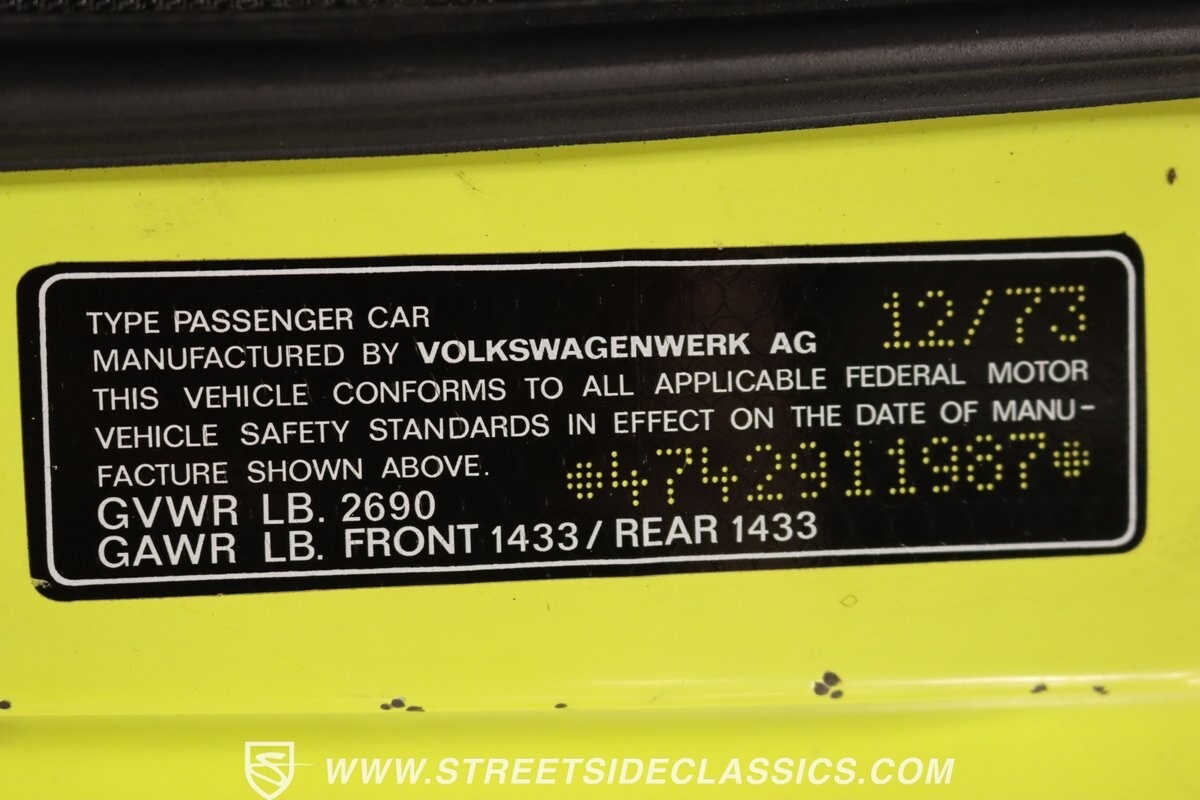 TYPE PASSENGER CAR 12/73
MANUFACTURED BY VOLKSWAGENWERK AG
THIS VEHICLE CONFORMS TO ALL APPLICABLE FEDERAL MOTOR
VEHICLE SAFETY STANDARDS IN EFFECT ON THE DATE OF MANU-
FACTURE SHOWN ABOVE. *4742911967*
GVWR LB. 2690
GAWR LB. FRONT 1433 / REAR 1433
WWW.STREETSIDECLASSICS.COM